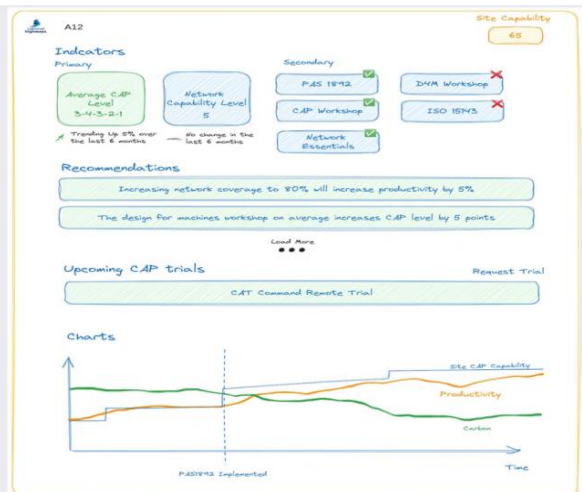 A12
Site Capability
65
Indcators
Primary
Secondary
Average CAP
Level
3-4-3-2-1
Network
Capability Level
5
PAS 1892
D4M Workshop
CAP Workshop
ISO 15143
Network
Essentials
Trending Up 5% over
the last 6 months
No change in the
last 6 months
Recommendations
Increasing network coverage to 80% will increase productivity by 5%
The design for machines workshop on average increases CAP level by 5 points
Load More
Upcoming CAP trials
Request Trial
CAT Command Remote Trial
Charts
Site CAP Capability
Productivity
Carbon
Time
PAS1892 Implemented